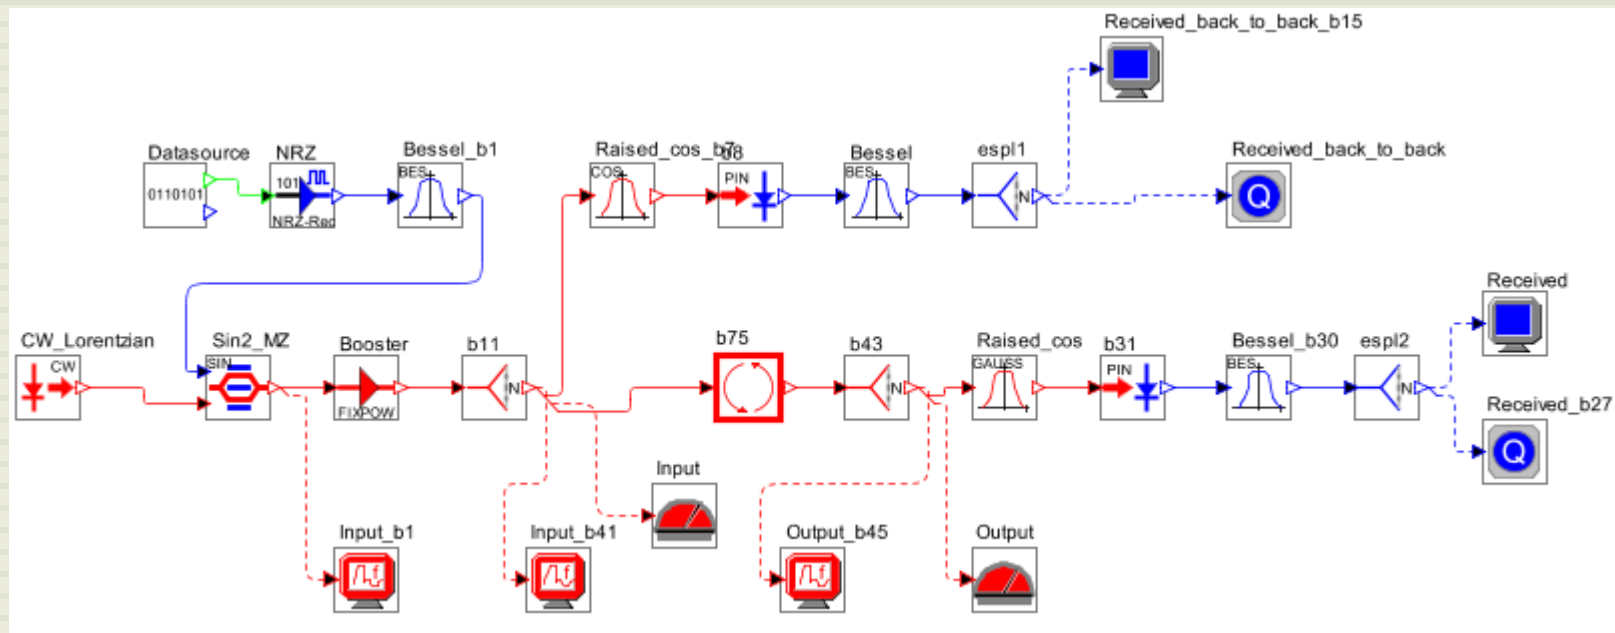 Received_back_to_back_b15
Datasource
NRZ
Bessel_b1
Raised_cos_b7
b8
Bessel
espl1
Received_back_to_back
0110101
101
NRZ-Rec
BES
COS
PIN
BES
N
Q
CW_Lorentzian
Sin2_MZ
Booster
b11
b75
b43
Raised_cos
b31
Bessel_b30
espl2
Received
CW
SIN
FIXPOW
N
N
GAUSS
PIN
BES
N
Received_b27
Q
Input
Input_b1
Input_b41
Output_b45
Output